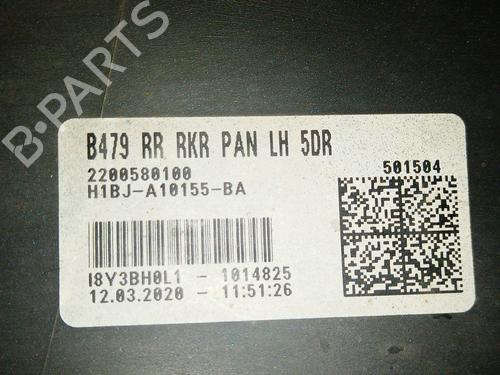 B-PARTS
B479 RR RKR PAN LH 5DR
2200580100
H1BJ-A10155-BA
501504
I8Y3BH0L1 - 1014825
12.03.2020 - 11:51:26